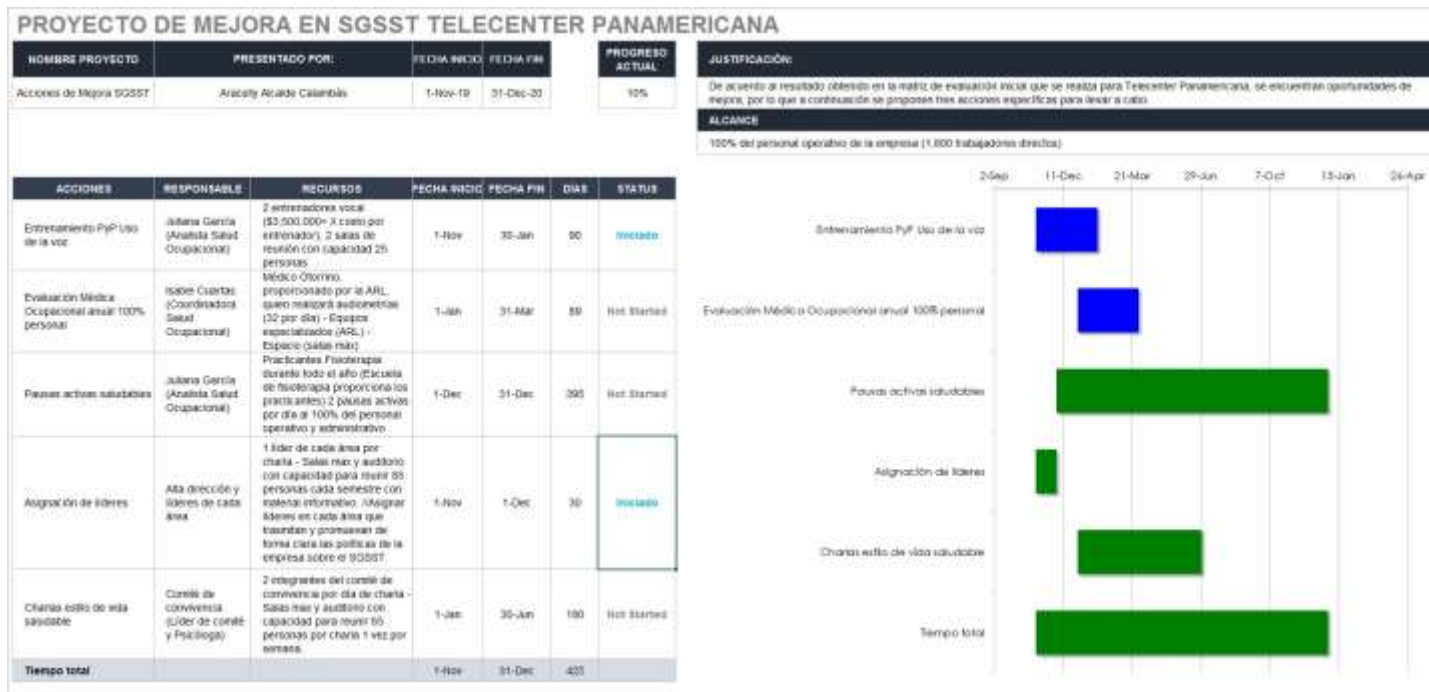 PROYECTO DE MEJORA EN SGSST TELECENTER PANAMERICANA
NOMBRE PROYECTO
PRESENTADO POR:
FECHA INICIO
FECHA FIN
PROGRESO
ACTUAL
Acciones de Mejora SGSST
Aracelly Alcalde Calambás
1-Nov-19
31-Dec-20
10%
JUSTIFICACIÓN:
De acuerdo al resultado obtenido en la matriz de evaluación inicial que se realiza para Telecenter Panamericana, se encuentran oportunidades de
mejora, por lo que a continuación se proponen tres acciones específicas para llevar a cabo.
ALCANCE
100% del personal operativo de la empresa (1,800 trabajadores directos)
ACCIONES
RESPONSABLE
RECURSOS
FECHA INICIO
FECHA FIN
DÍAS
STATUS
Entrenamiento PyP Uso
de la voz
Juliana García
(Analista Salud
Ocupacional)
2 entrenadores vocal
($3.500.000= X costo por
entrenador), 2 salas de
reunión con capacidad 25
personas
1-Nov
30-Jan
90
Iniciado
Evaluación Médica
Ocupacional anual 100%
personal
Isabel Cuartas
(Coordinadora
Salud
Ocupacional)
Médico Otorrino,
proporcionado por la ARL,
quien realizará audiometrías
(32 por día) - Equipos
especializados (ARL) -
Espacio (salas max)
1-Jan
31-Mar
89
Not Started
Pausas activas saludables
Juliana García
(Analista Salud
Ocupacional)
Practicantes Fisioterapia
durante todo el año (Escuela
de fisioterapia proporciona los
practicantes) 2 pausas activas
por día al 100% del personal
operativo y administrativo
1-Dec
31-Dec
395
Not Started
Asignación de líderes
Alta dirección y
líderes de cada
área
1 líder de cada área por
charla - Salas max y auditorio
con capacidad para reunir 85
personas cada semestre con
material informativo. //Asignar
líderes en cada área que
trasmitan y promuevan de
forma clara las políticas de la
empresa sobre el SGSST
1-Nov
1-Dec
30
Iniciado
Charlas estilo de vida
saludable
Comité de
convivencia
(Líder de comité
y Psicóloga)
2 integrantes del comité de
convivencia por día de charla -
Salas max y auditorio con
capacidad para reunir 85
personas por charla 1 vez por
semana.
1-Jan
30-Jun
180
Not Started
Tiempo total
1-Nov
31-Dec
425
2-Sep
11-Dec
21-Mar
29-Jun
7-Oct
15-Jan
26-Apr
Entrenamiento PyP Uso de la voz
Evaluación Médica Ocupacional anual 100% personal
Pausas activas saludables
Asignación de líderes
Charlas estilo de vida saludable
Tiempo total